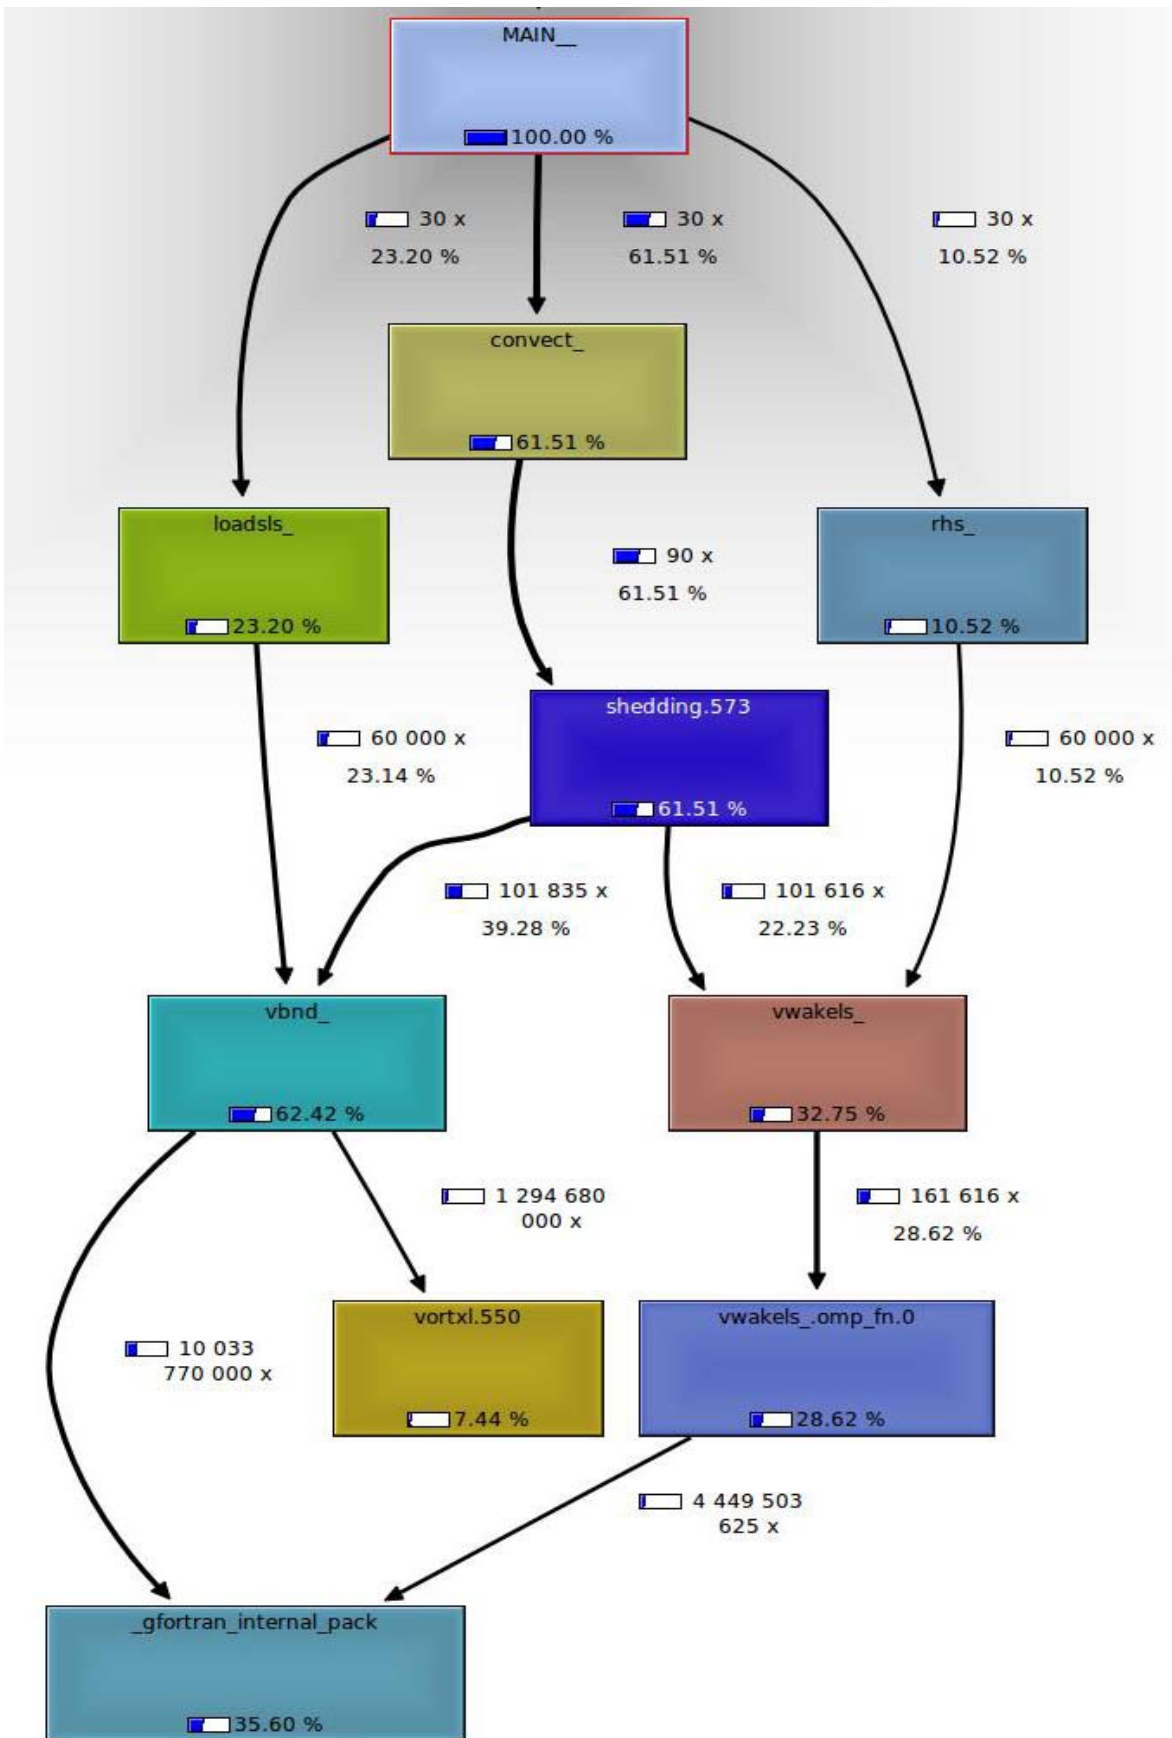 MAIN__
100.00 %
30 x
23.20 %
30 x
61.51 %
30 x
10.52 %
convect_
61.51 %
loadsls_
23.20 %
90 x
61.51 %
rhs_
10.52 %
shedding.573
61.51 %
60 000 x
23.14 %
60 000 x
10.52 %
101 835 x
39.28 %
101 616 x
22.23 %
vbnd_
62.42 %
vwakels_
32.75 %
1 294 680
000 x
161 616 x
28.62 %
vortxl.550
7.44 %
vwakels_.omp_fn.0
28.62 %
10 033
770 000 x
4 449 503
625 x
_gfortran_internal_pack
35.60 %